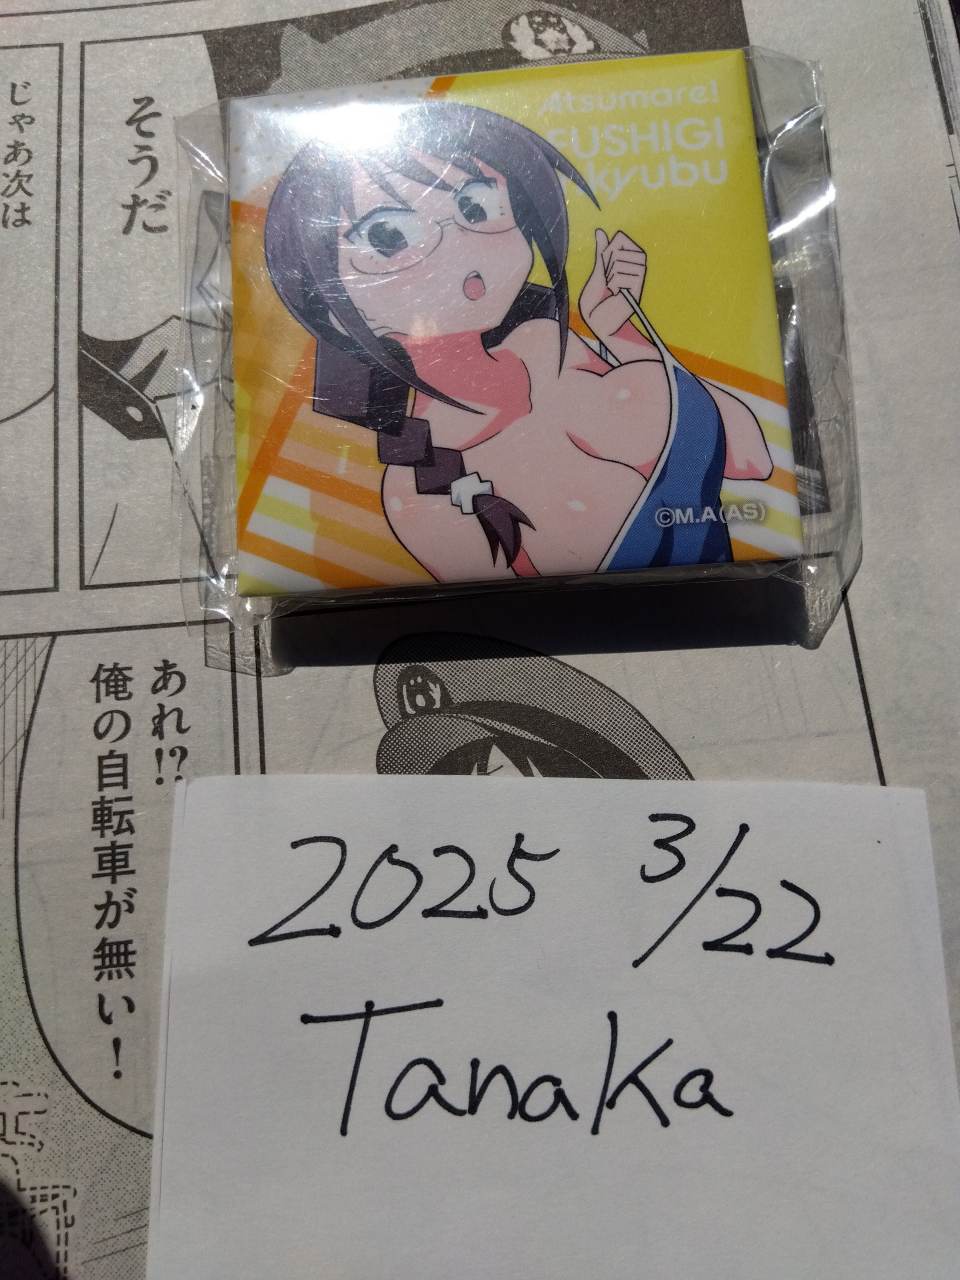 じゃあ次は
そうだ
Atsumare!
FUSHIGI
kyubu
©M.A(AS)
あれ!?
俺の自転車が無い!
2025 3/22
Tanaka